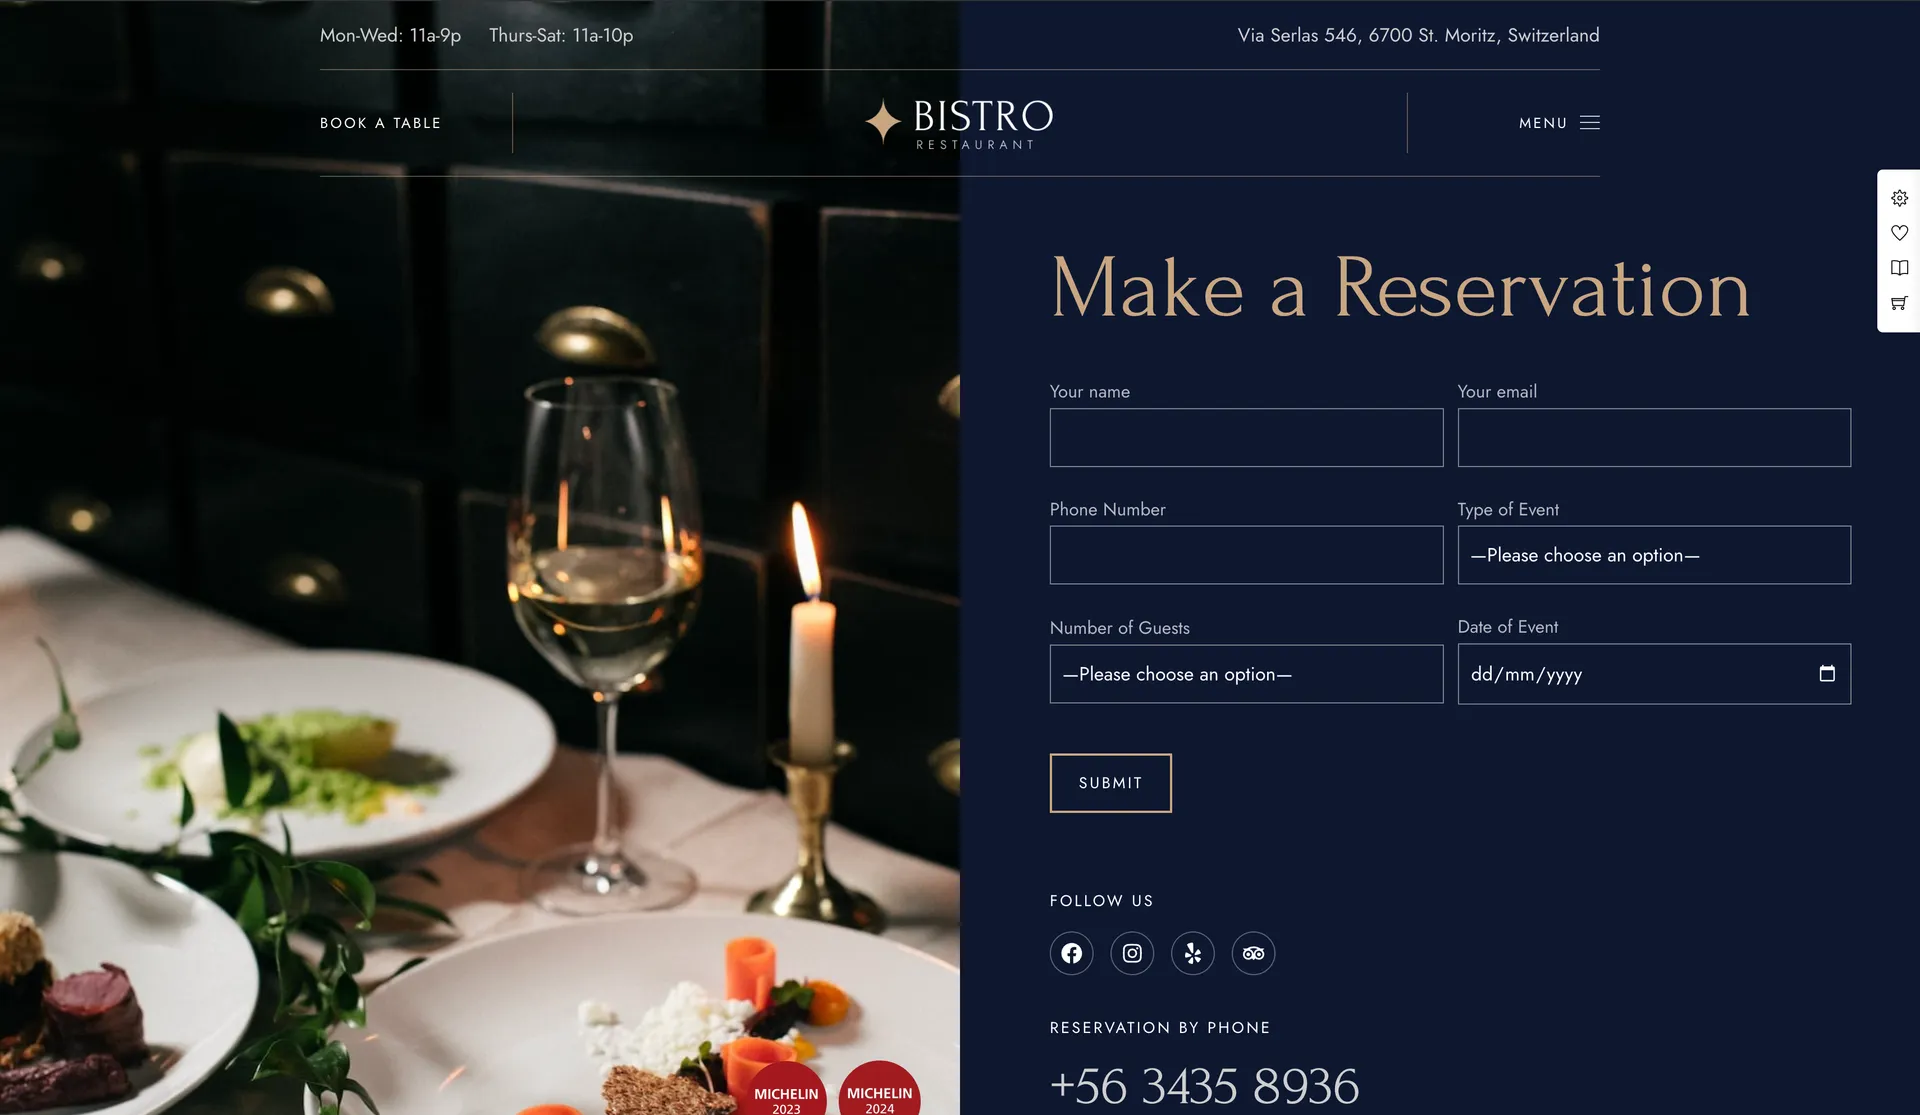 Mon-Wed: 11a-9p Thurs-Sat: 11a-10p
Via Serlas 546, 6700 St. Moritz, Switzerland
BOOK A TABLE
BISTRO
RESTAURANT
MENU
Make a Reservation
Your name
Your email
Phone Number
Type of Event
—Please choose an option—
Number of Guests
—Please choose an option—
Date of Event
dd/mm/yyyy
SUBMIT
FOLLOW US
RESERVATION BY PHONE
+56 3435 8936
MICHELIN
2023
MICHELIN
2024